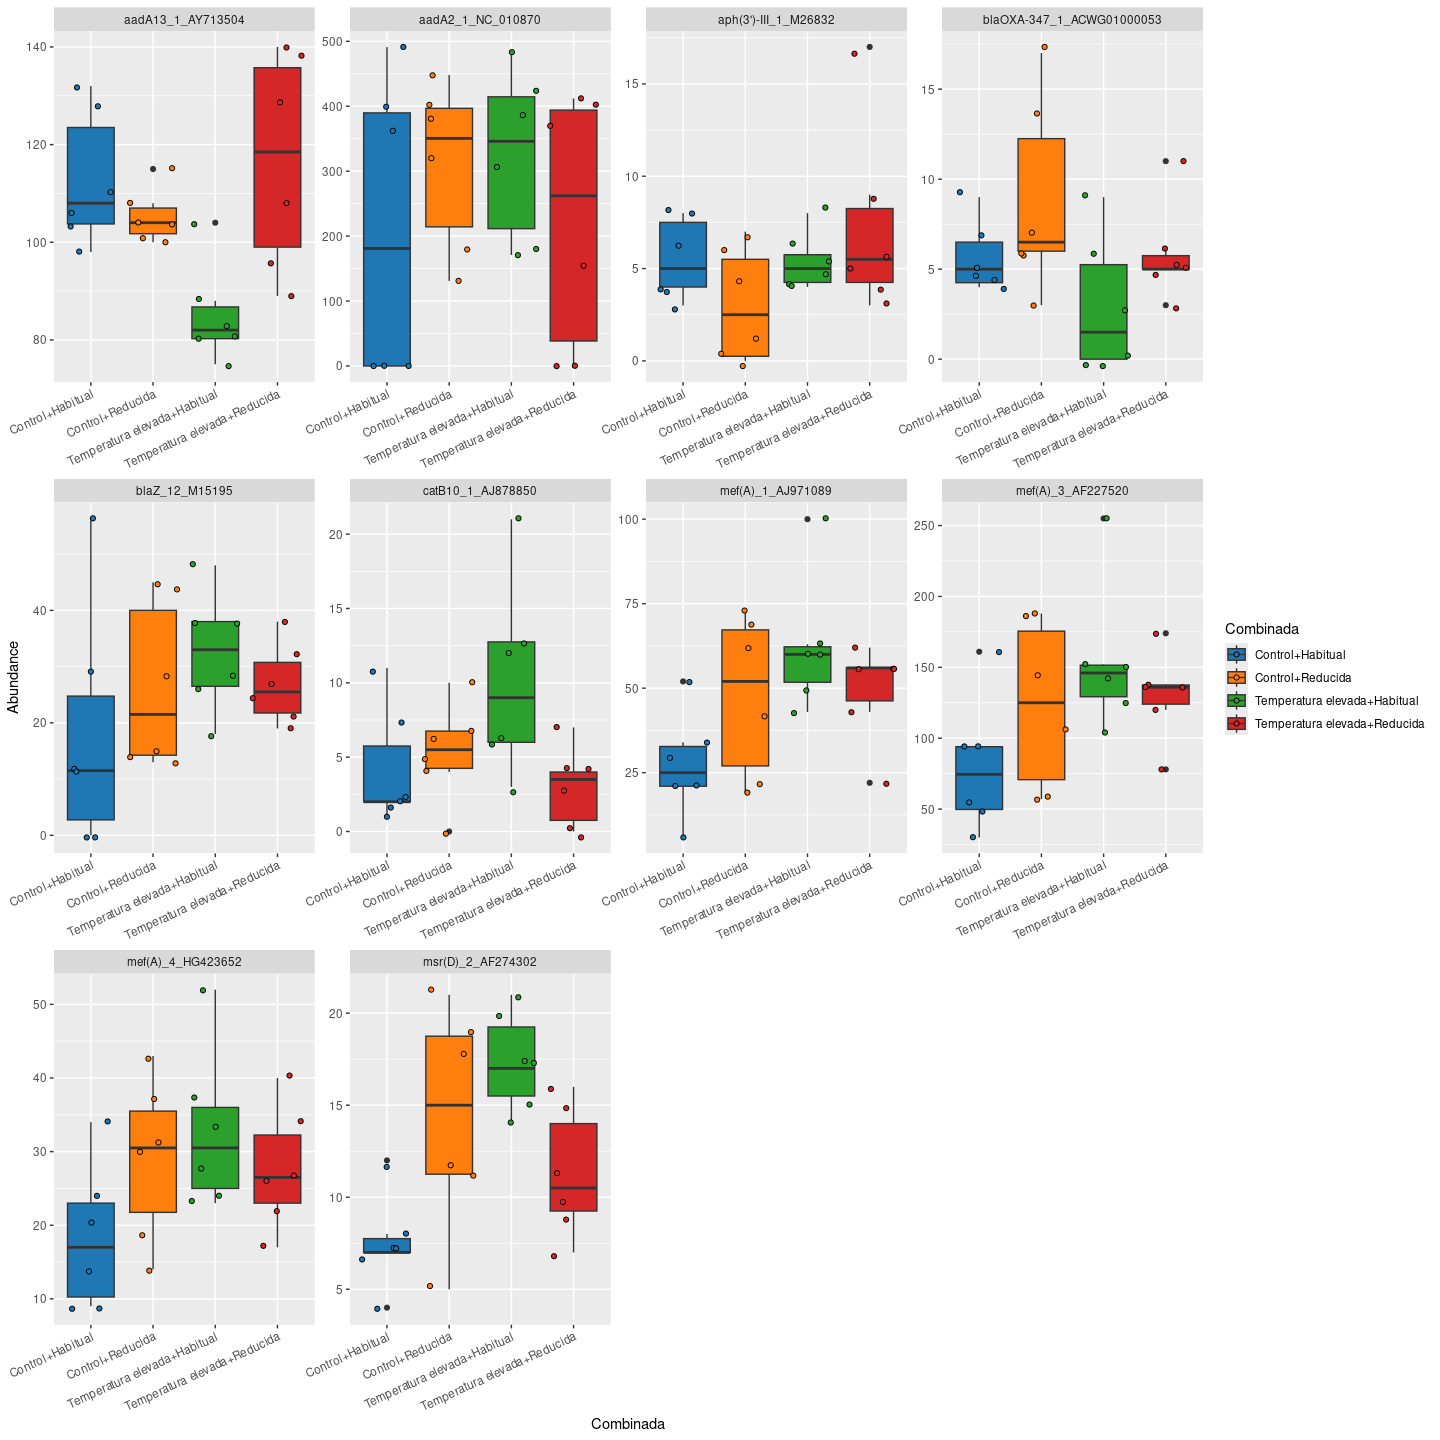 aadA13_1_AY713504
aadA2_1_NC_010870
aph(3')-III_1_M26832
blaOXA-347_1_ACWG01000053
140
120
100
80
500
400
300
200
100
0
15
10
5
0
15
10
5
0
Control+Habitual
Control+Reducida
Temperatura elevada+Habitual
Temperatura elevada+Reducida
Control+Habitual
Control+Reducida
Temperatura elevada+Habitual
Temperatura elevada+Reducida
Control+Habitual
Control+Reducida
Temperatura elevada+Habitual
Temperatura elevada+Reducida
Control+Habitual
Control+Reducida
Temperatura elevada+Habitual
Temperatura elevada+Reducida
blaZ_12_M15195
catB10_1_AJ878850
mef(A)_1_AJ971089
mef(A)_3_AF227520
Abundance
40
20
0
20
15
10
5
0
100
75
50
25
250
200
150
100
50
Control+Habitual
Control+Reducida
Temperatura elevada+Habitual
Temperatura elevada+Reducida
Control+Habitual
Control+Reducida
Temperatura elevada+Habitual
Temperatura elevada+Reducida
Control+Habitual
Control+Reducida
Temperatura elevada+Habitual
Temperatura elevada+Reducida
Control+Habitual
Control+Reducida
Temperatura elevada+Habitual
Temperatura elevada+Reducida
Combinada
Control+Habitual
Control+Reducida
Temperatura elevada+Habitual
Temperatura elevada+Reducida
mef(A)_4_HG423652
msr(D)_2_AF274302
50
40
30
20
10
20
15
10
5
Control+Habitual
Control+Reducida
Temperatura elevada+Habitual
Temperatura elevada+Reducida
Control+Habitual
Control+Reducida
Temperatura elevada+Habitual
Temperatura elevada+Reducida
Combinada